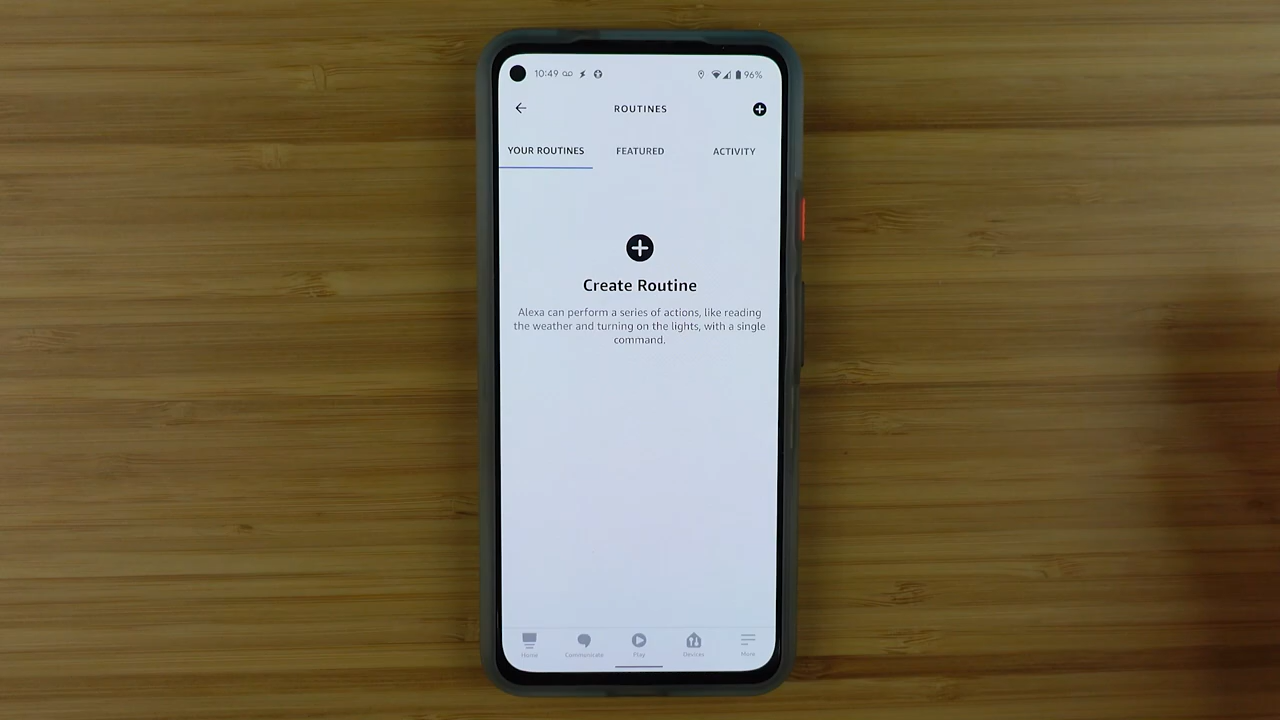 10:49
96%
ROUTINES
YOUR ROUTINES
FEATURED
ACTIVITY
Create Routine
Alexa can perform a series of actions, like reading
the weather and turning on the lights, with a single
command.
Home
Communicate
Play
Devices
More